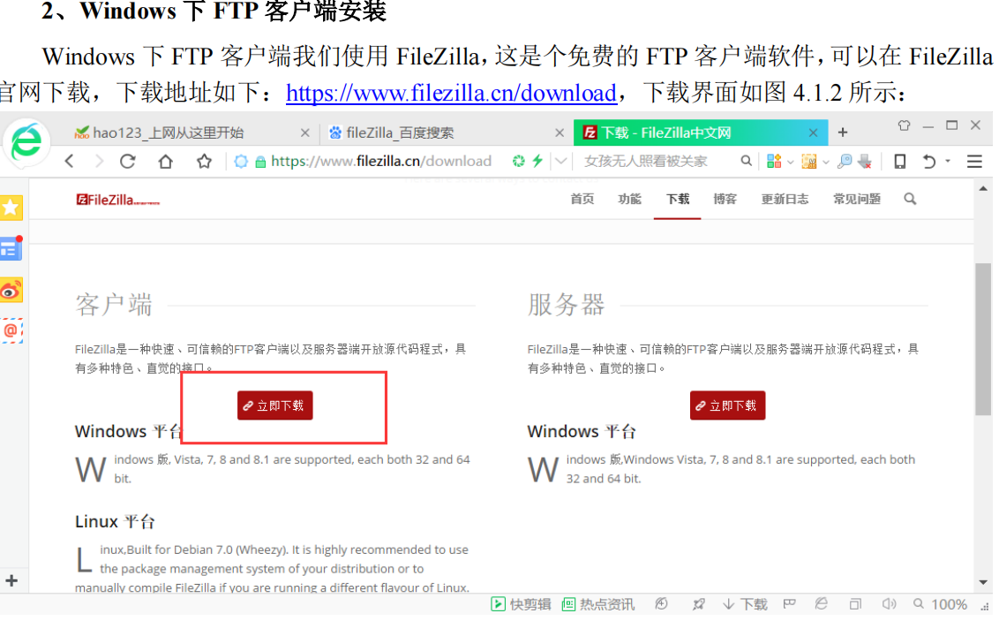 2、Windows 下 FTP 客户端安装
Windows 下 FTP 客户端我们使用 FileZilla，这是个免费的 FTP 客户端软件，可以在 FileZilla
官网下载，下载地址如下：https://www.filezilla.cn/download，下载界面如图 4.1.2 所示：
hao123_上网从这里开始
fileZilla_百度搜索
下载 - FileZilla中文网
https://www.filezilla.cn/download
女孩无人照看被关家
FileZilla
首页 功能 下载 博客 更新日志 常见问题
客户端
FileZilla是一种快速、可信赖的FTP客户端以及服务器端开放源代码程式，具
有多种特色、直觉的接口。
立即下载
Windows 平台
Windows 版, Vista, 7, 8 and 8.1 are supported, each both 32 and 64
bit.
Linux 平台
Linux,Built for Debian 7.0 (Wheezy). It is highly recommended to use
the package management system of your distribution or to
manually compile FileZilla if you are running a different flavour of Linux.
服务器
FileZilla是一种快速、可信赖的FTP客户端以及服务器端开放源代码程式，具
有多种特色、直觉的接口。
立即下载
Windows 平台
Windows 版,Windows Vista, 7, 8 and 8.1 are supported, each both
32 and 64 bit.
快剪辑 热点资讯 下载 100%